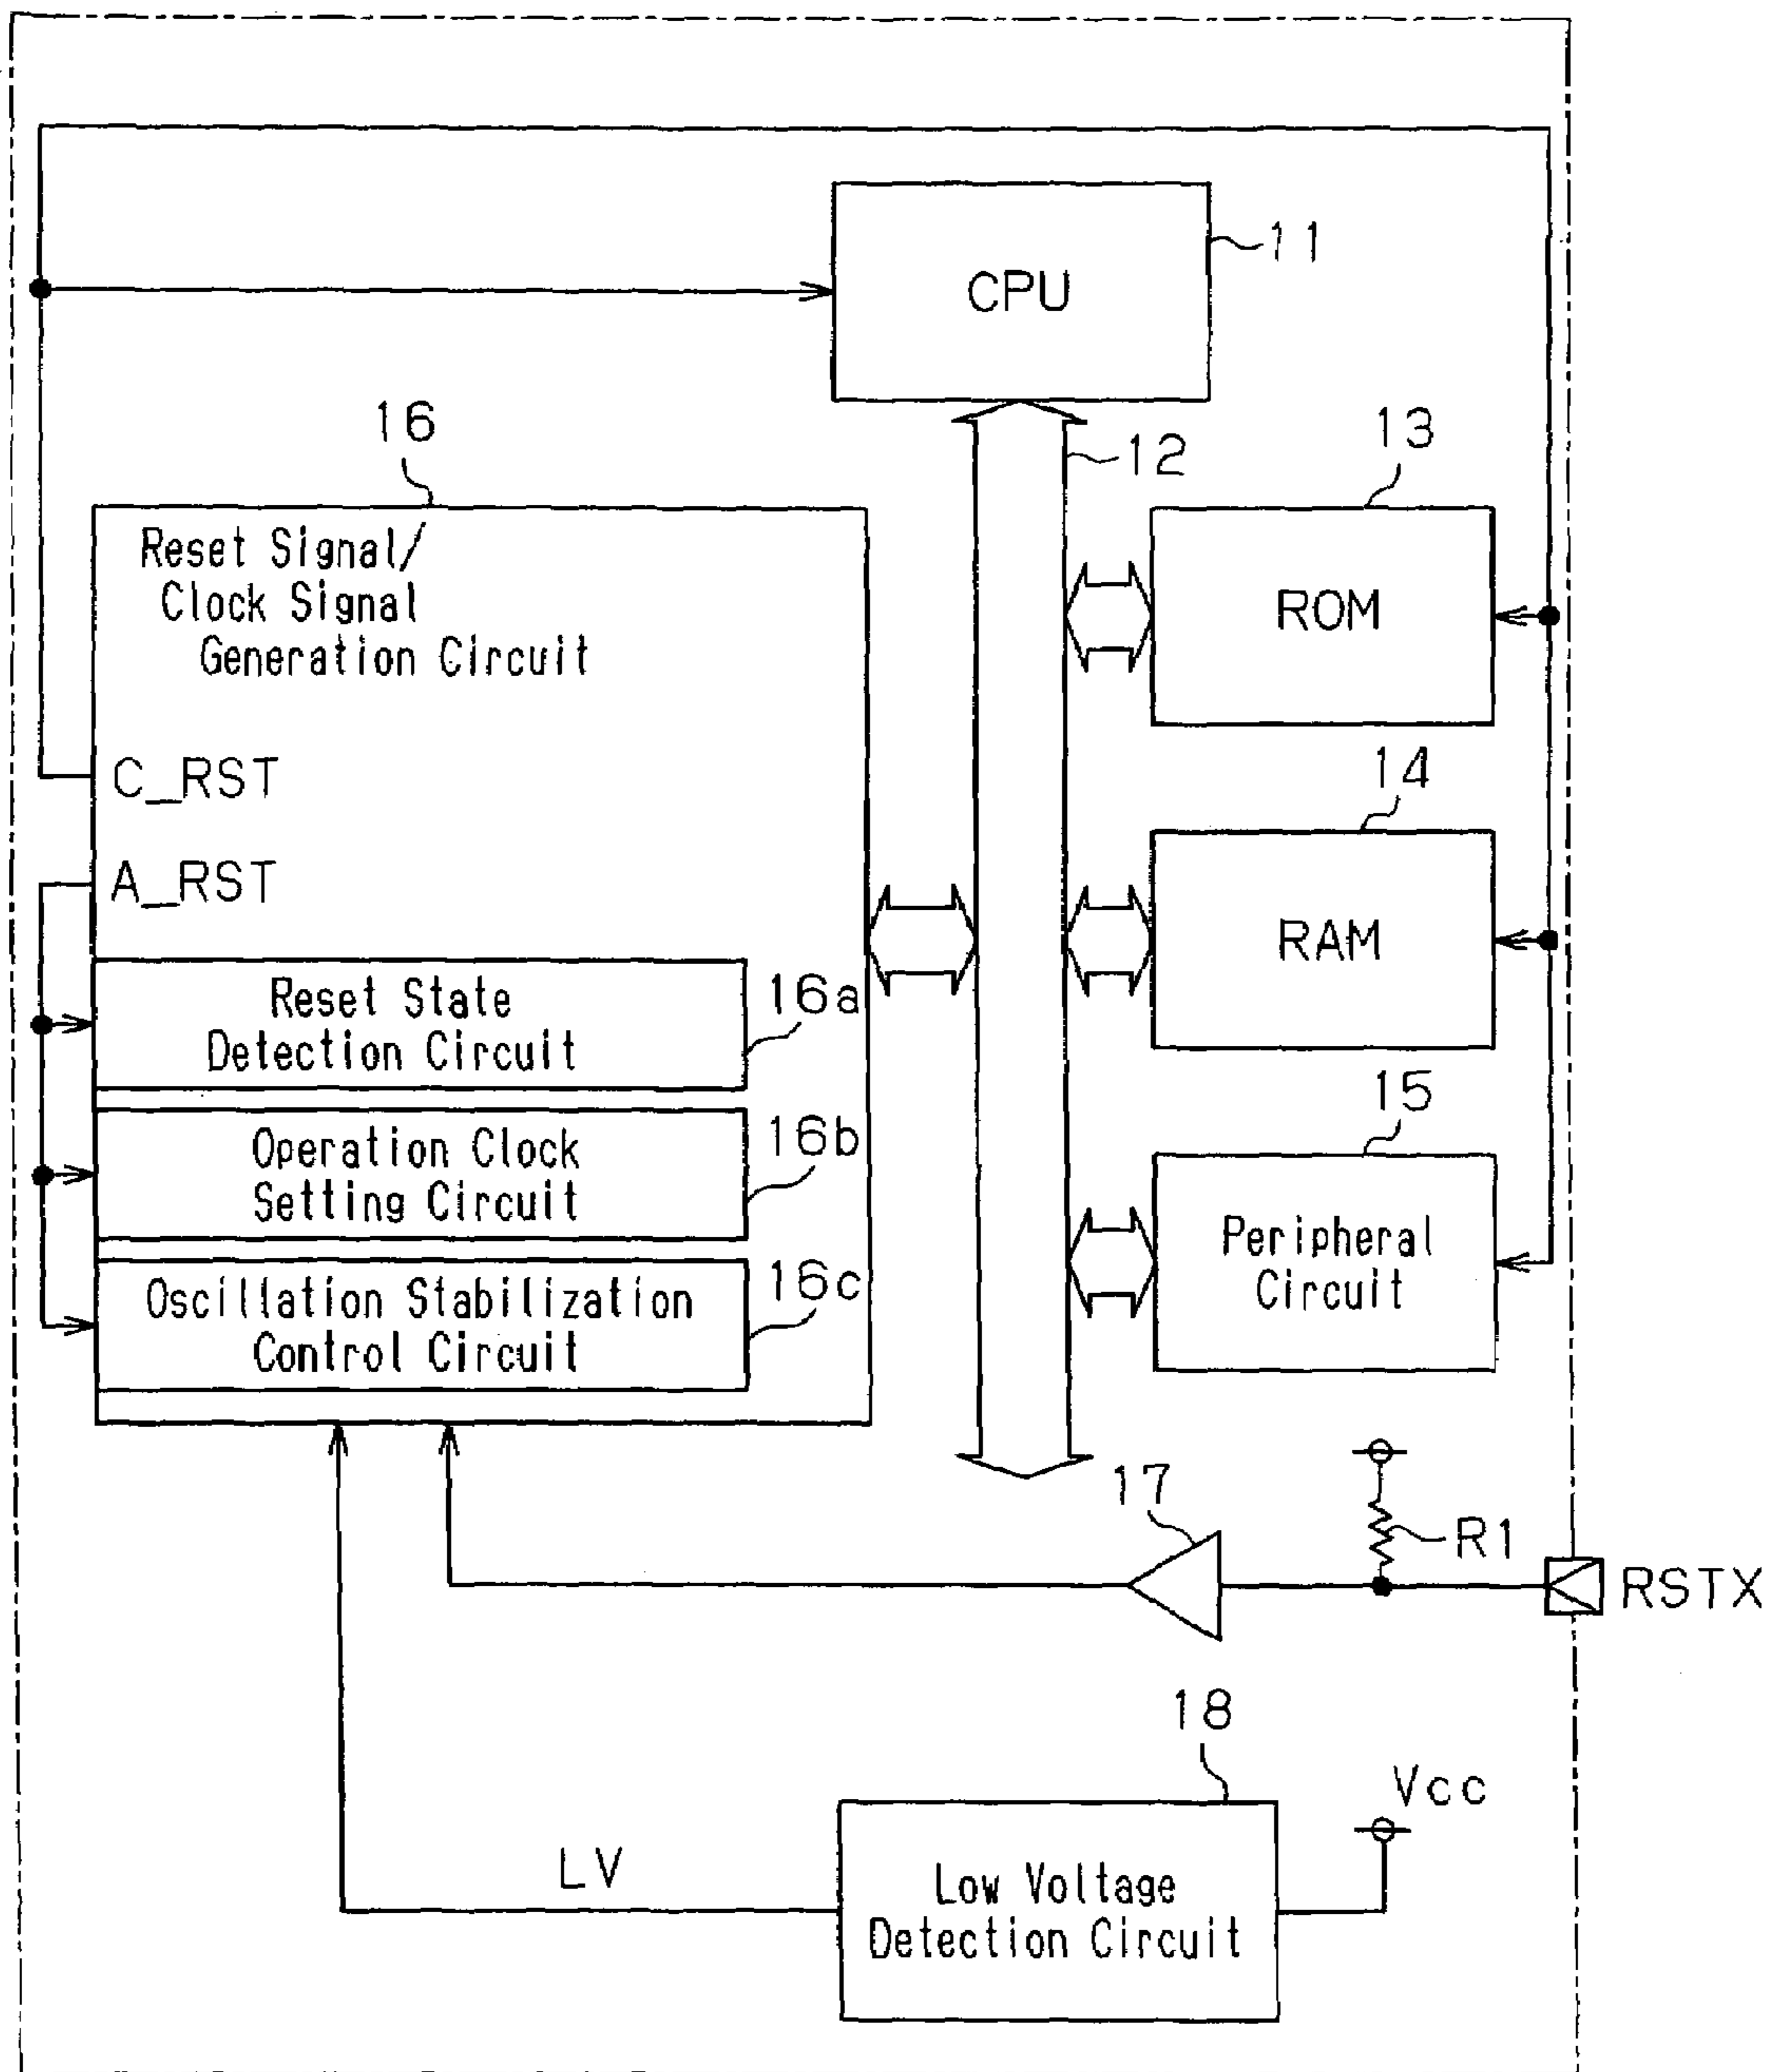 11
CPU
16
12
13
Reset Signal/
Clock Signal
Generation Circuit
ROM
C_RST
14
A_RST
RAM
Reset State
Detection Circuit
16a
15
Operation Clock
Setting Circuit
16b
Peripheral
Circuit
Oscillation Stabilization
Control Circuit
16c
17
R1
RSTX
18
Vcc
LV
Low Voltage
Detection Circuit